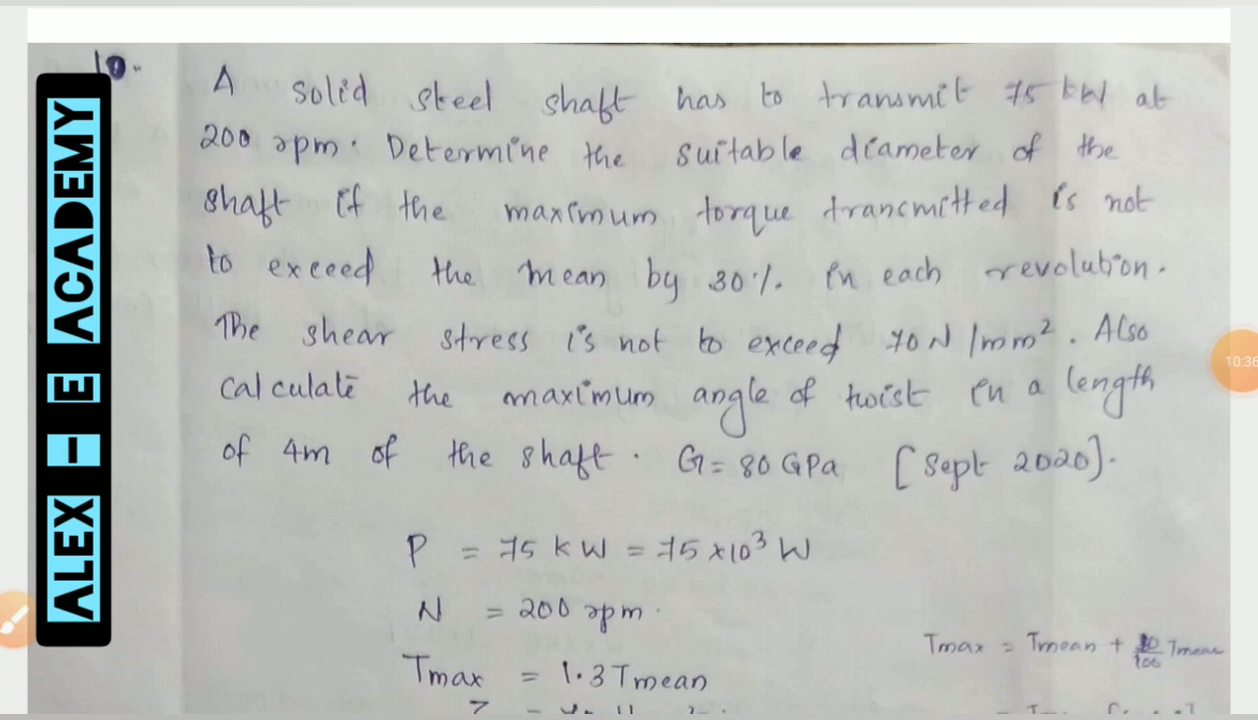 10.
A solid steel shaft has to transmit 75 kW at
200 rpm. Determine the suitable diameter of the
shaft if the maximum torque transmitted is not
to exceed the mean by 30%. in each revolution.
The shear stress is not to exceed 70 N/mm². Also
calculate the maximum angle of twist in a length
of 4m of the shaft. G = 80 GPa [Sept 2020].
P = 75 kW = 75 x10³ W
N = 200 rpm.
Tmax = Tmean + 30/100 Tmean
Tmax = 1.3 Tmean
ALEX - E ACADEMY
10:36